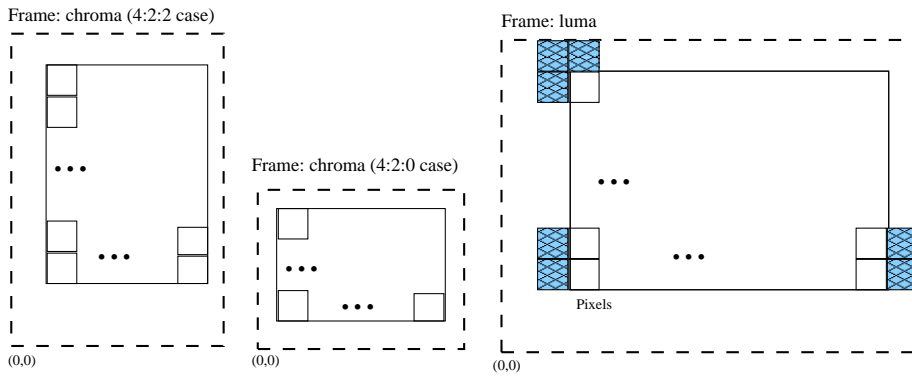 Frame: chroma (4:2:2 case)
Frame: luma
Frame: chroma (4:2:0 case)
Pixels
(0,0)
(0,0)
(0,0)